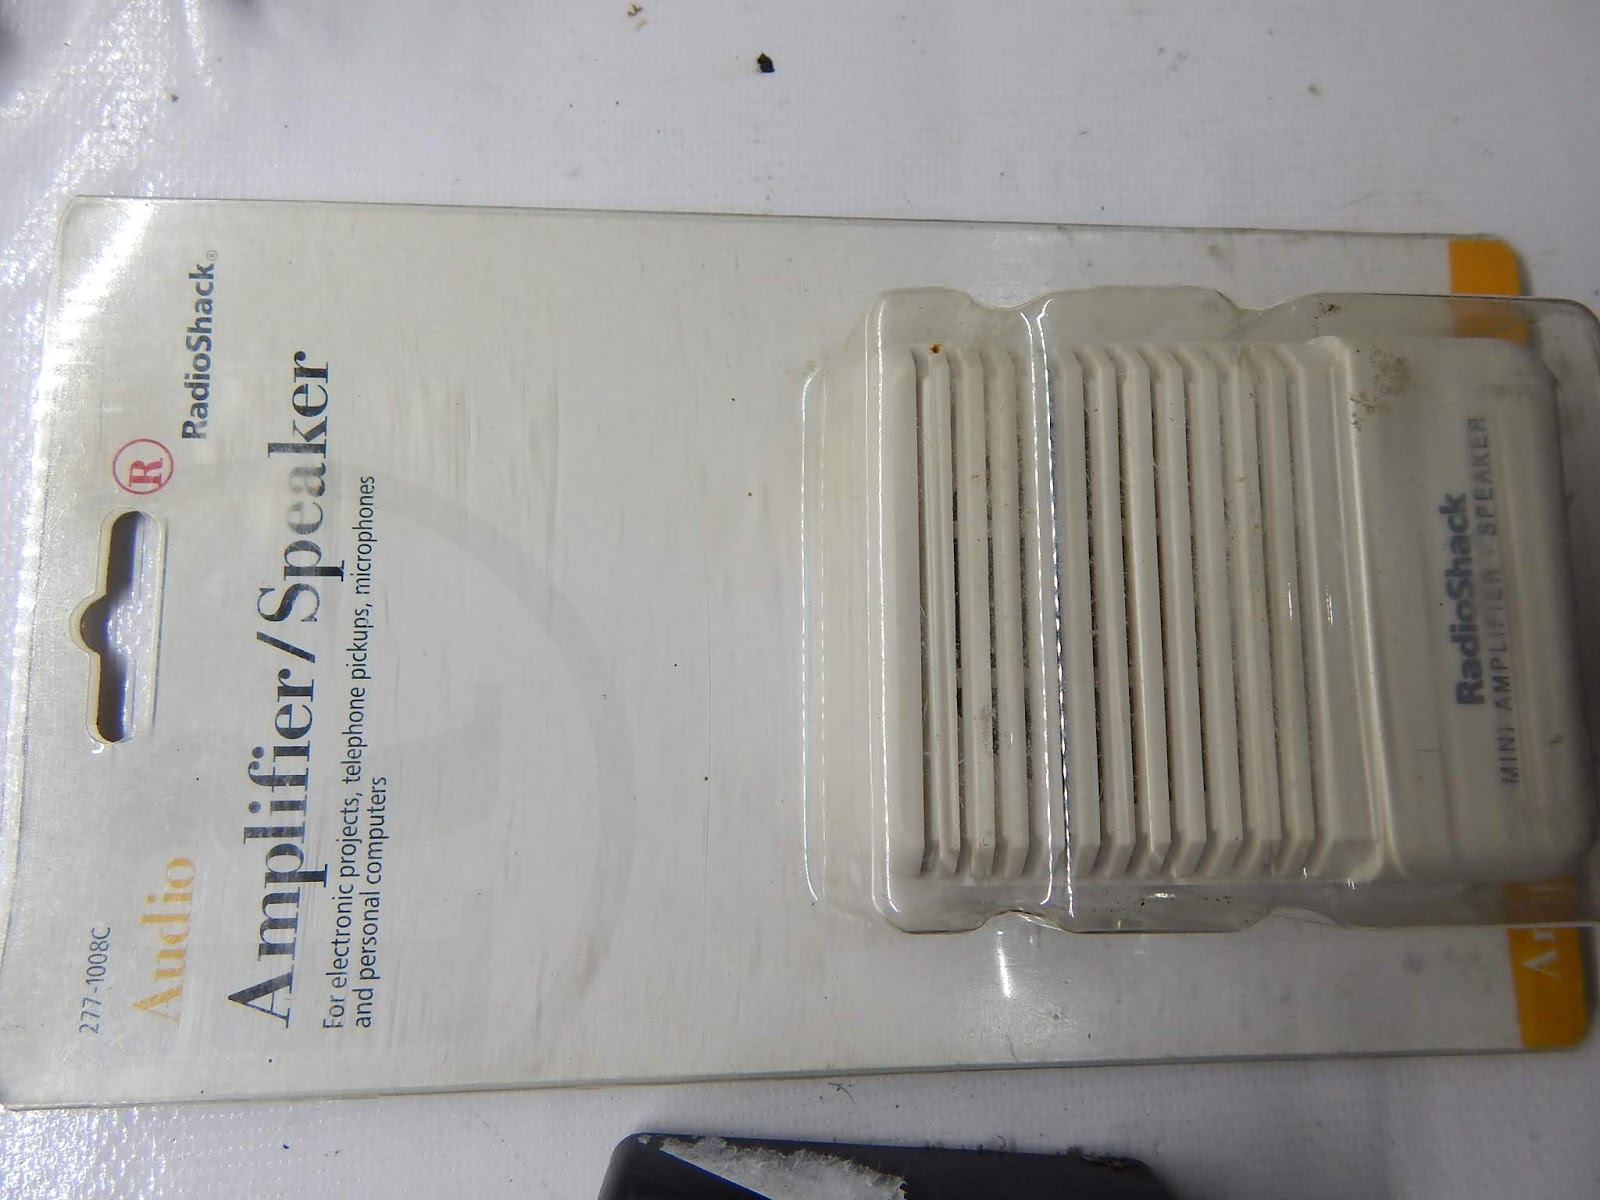 277-1008C
Audio
Ⓡ
RadioShack®
Amplifier/Speaker
For electronic projects, telephone pickups, microphones
and personal computers
RadioShack
MINI AMPLIFIER - SPEAKER